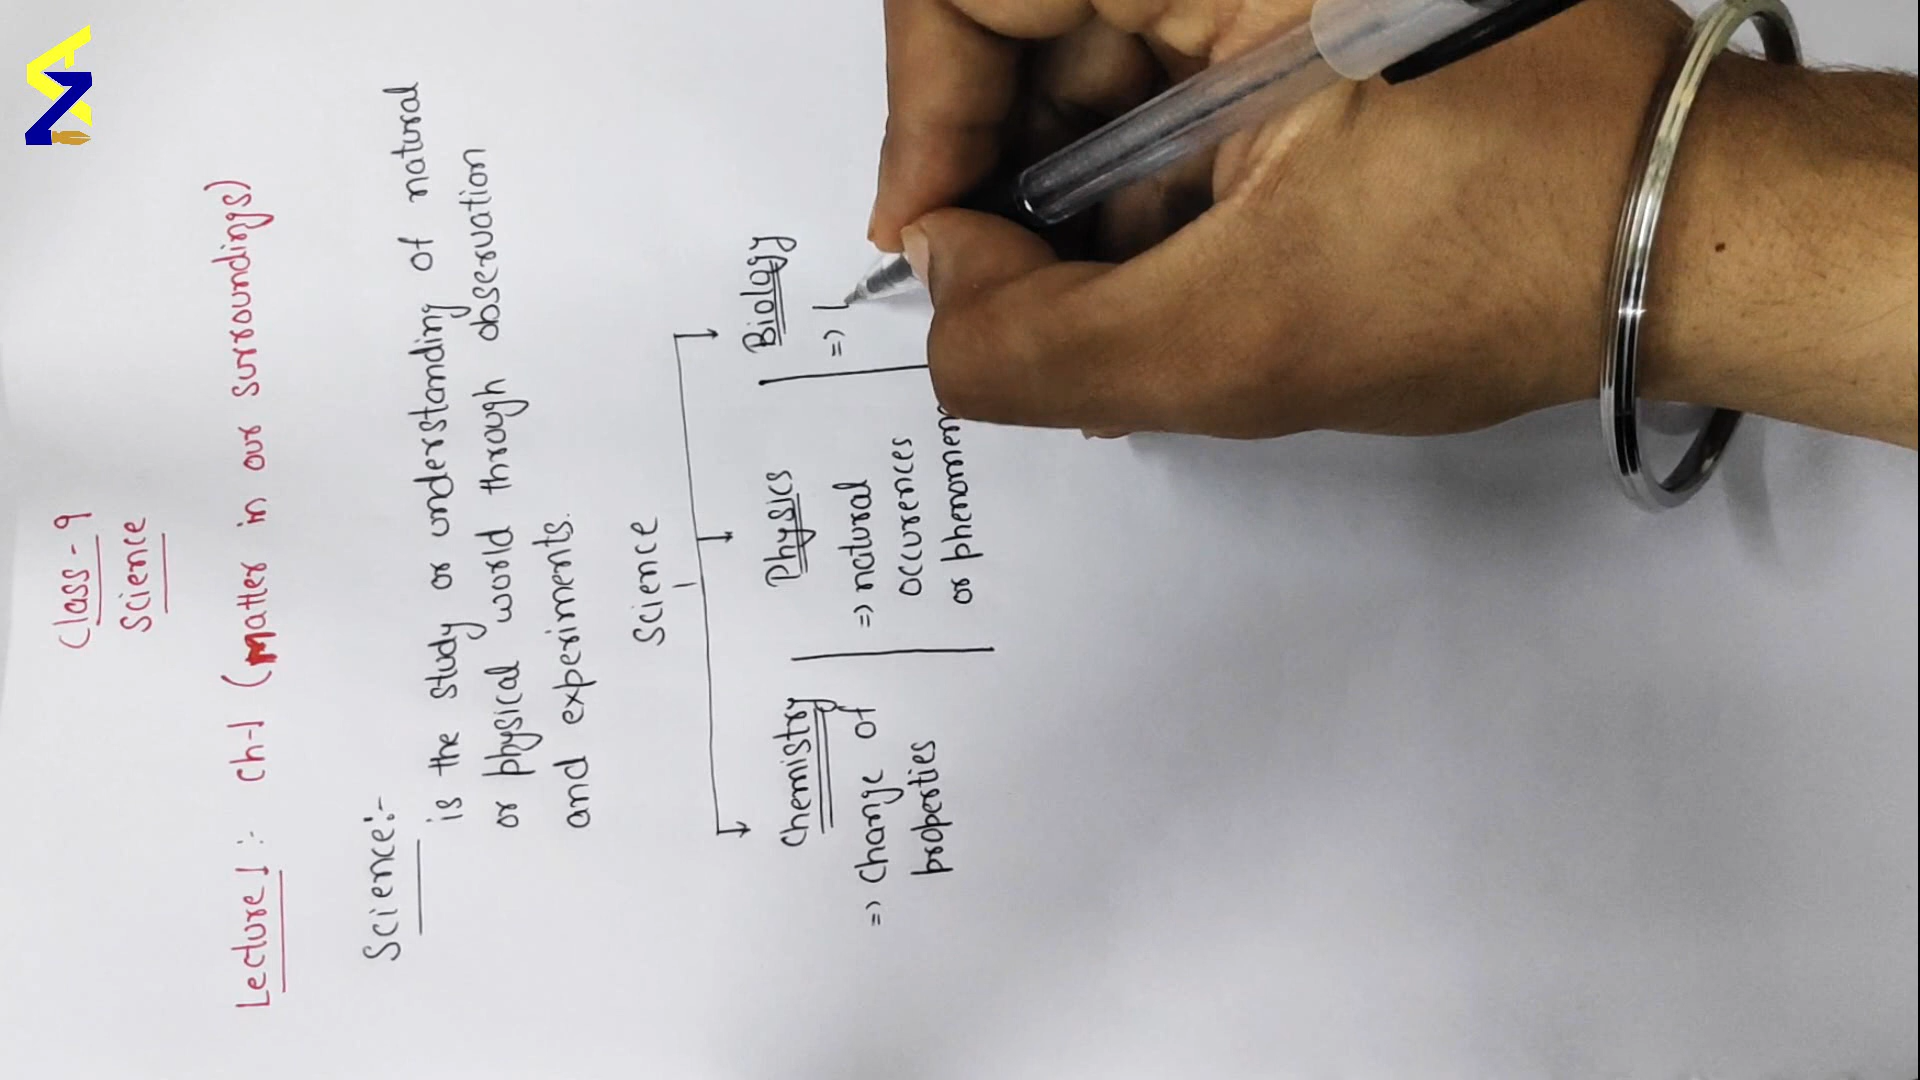 Class-9
Science
Lecture 1: Ch-1 (Matter in our surroundings)
Science:-
is the study or understanding of natural
or physical world through observation
and experiments.
Science
Chemistry
Physics
Biology
=> Change of
properties
=> natural
occurences
or phenomen
=>